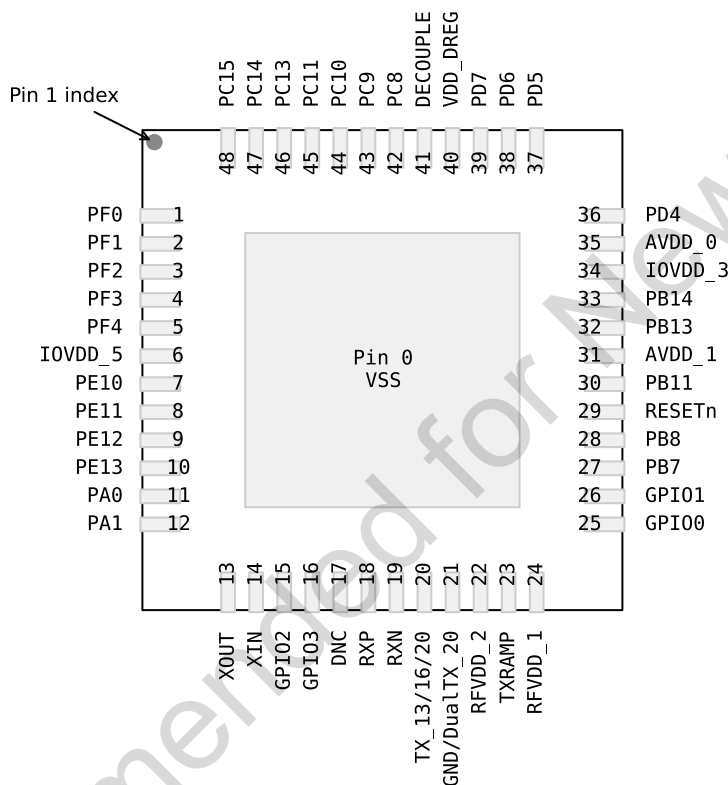 PC15
PC14
PC13
PC11
PC10
PC9
PC8
DECOUPLE
VDD_DREG
PD7
PD6
PD5
Pin 1 index
48
47
46
45
44
43
42
41
40
39
38
37
PF0 1
PF1 2
PF2 3
PF3 4
PF4 5
IOVDD_5 6
PE10 7
PE11 8
PE12 9
PE13 10
PA0 11
PA1 12
Pin 0
VSS
36 PD4
35 AVDD_0
34 IOVDD_3
33 PB14
32 PB13
31 AVDD_1
30 PB11
29 RESETn
28 PB8
27 PB7
26 GPIO1
25 GPIO0
13
14
15
16
17
18
19
20
21
22
23
24
XOUT
XIN
GPIO2
GPIO3
DNC
RXP
RXN
TX_13/16/20
GND/DualTX_20
RFVDD_2
TXRAMP
RFVDD_1
mended for New